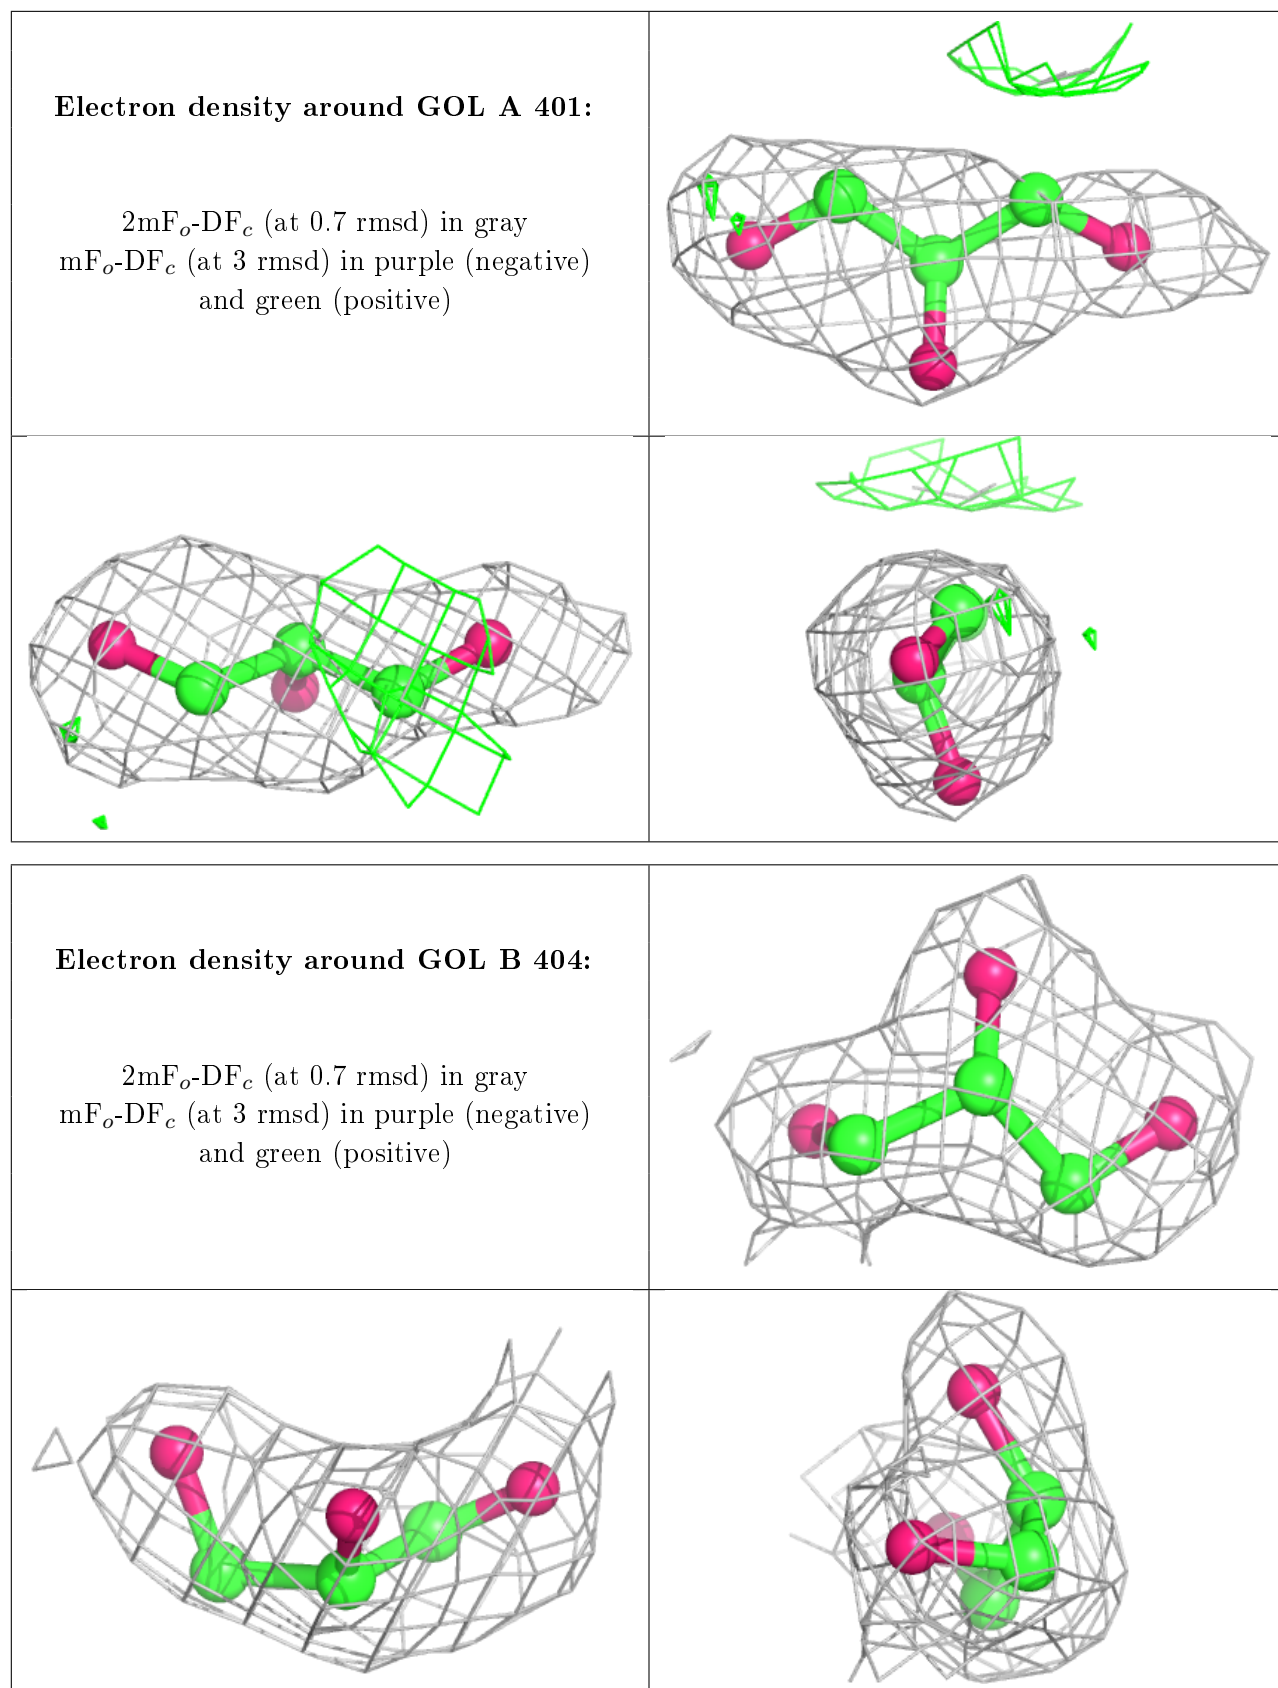 Electron density around GOL A 401:
2mFₒ-DF𝒸 (at 0.7 rmsd) in gray
mFₒ-DF𝒸 (at 3 rmsd) in purple (negative)
and green (positive)
Electron density around GOL B 404:
2mFₒ-DF𝒸 (at 0.7 rmsd) in gray
mFₒ-DF𝒸 (at 3 rmsd) in purple (negative)
and green (positive)